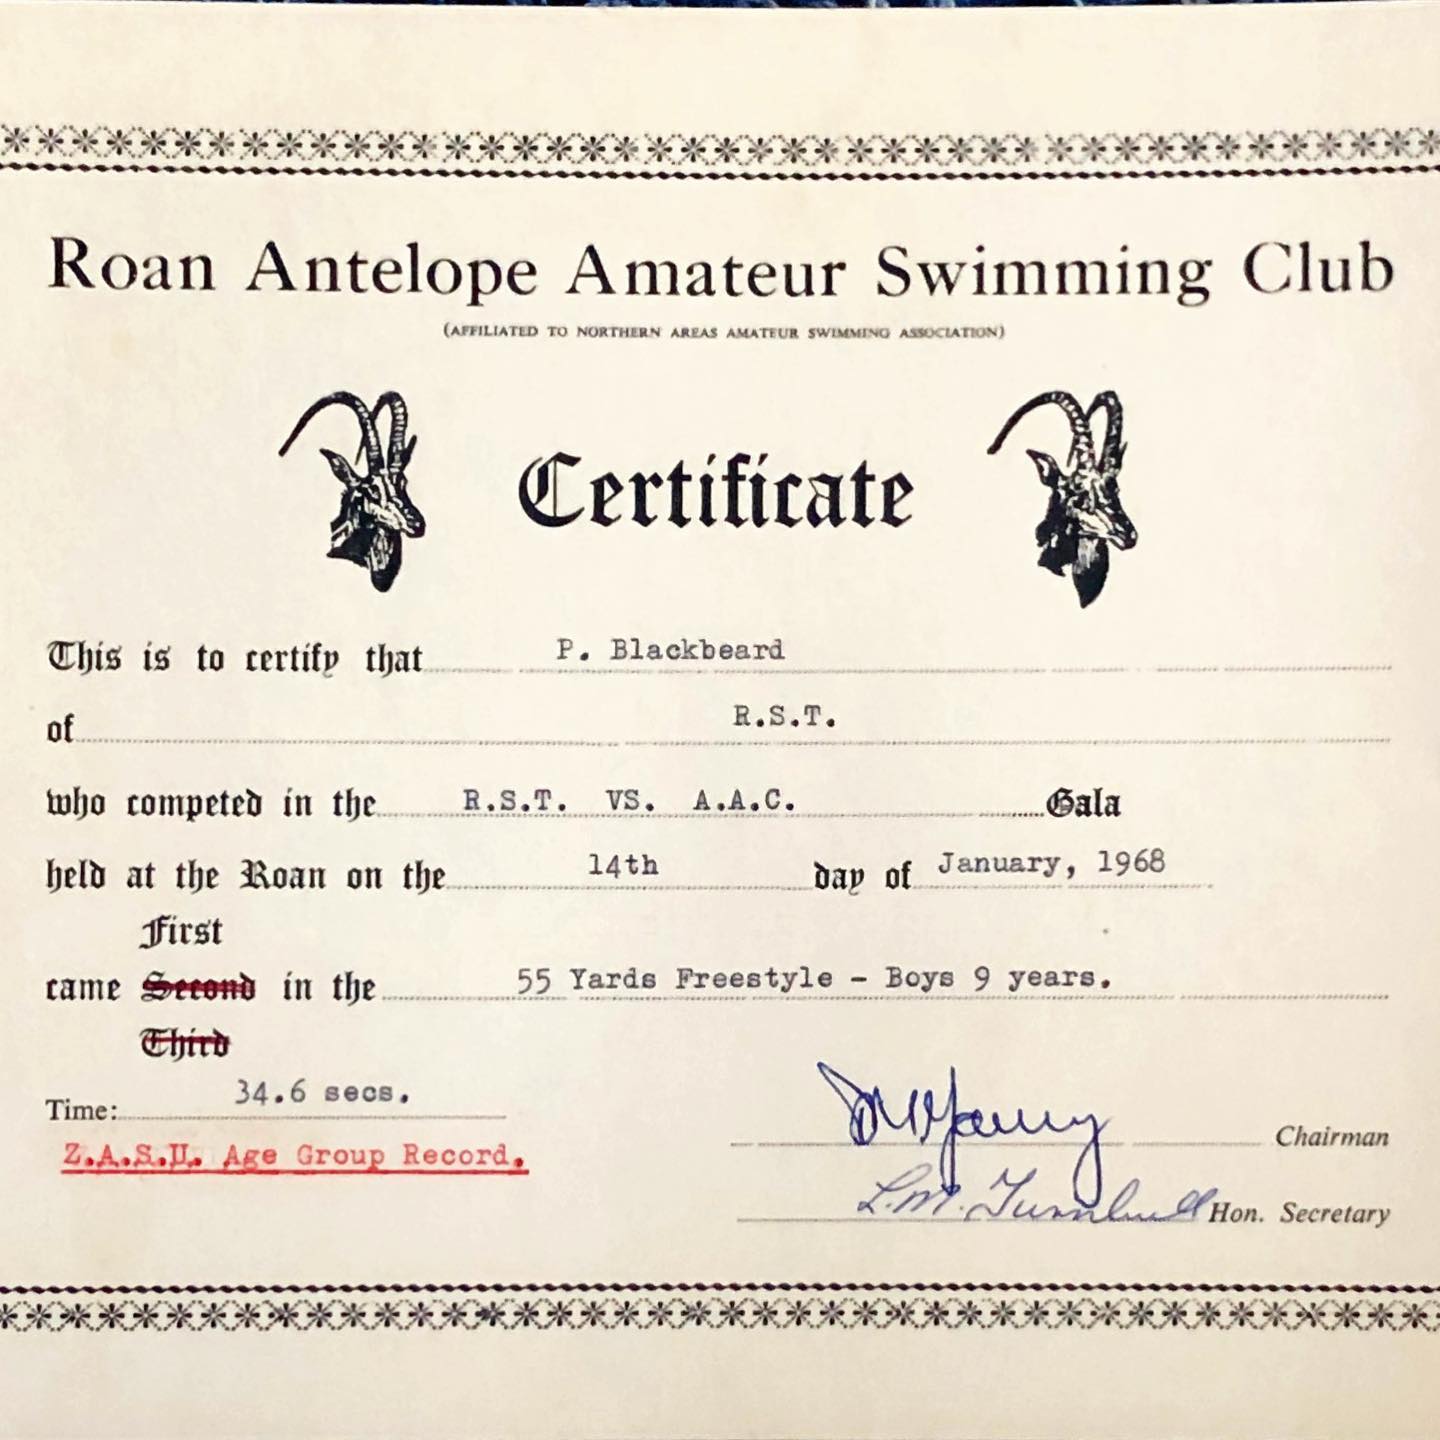 Roan Antelope Amateur Swimming Club
(AFFILIATED TO NORTHERN AREAS AMATEUR SWIMMING ASSOCIATION)
Certificate
This is to certify that P. Blackbeard
of R.S.T.
who competed in the R.S.T. VS. A.A.C. Gala
held at the Roan on the 14th day of January, 1968
First
came Second in the 55 Yards Freestyle - Boys 9 years.
Third
Time: 34.6 secs.
Z.A.S.U. Age Group Record.
Chairman
L.M. Turnbull Hon. Secretary